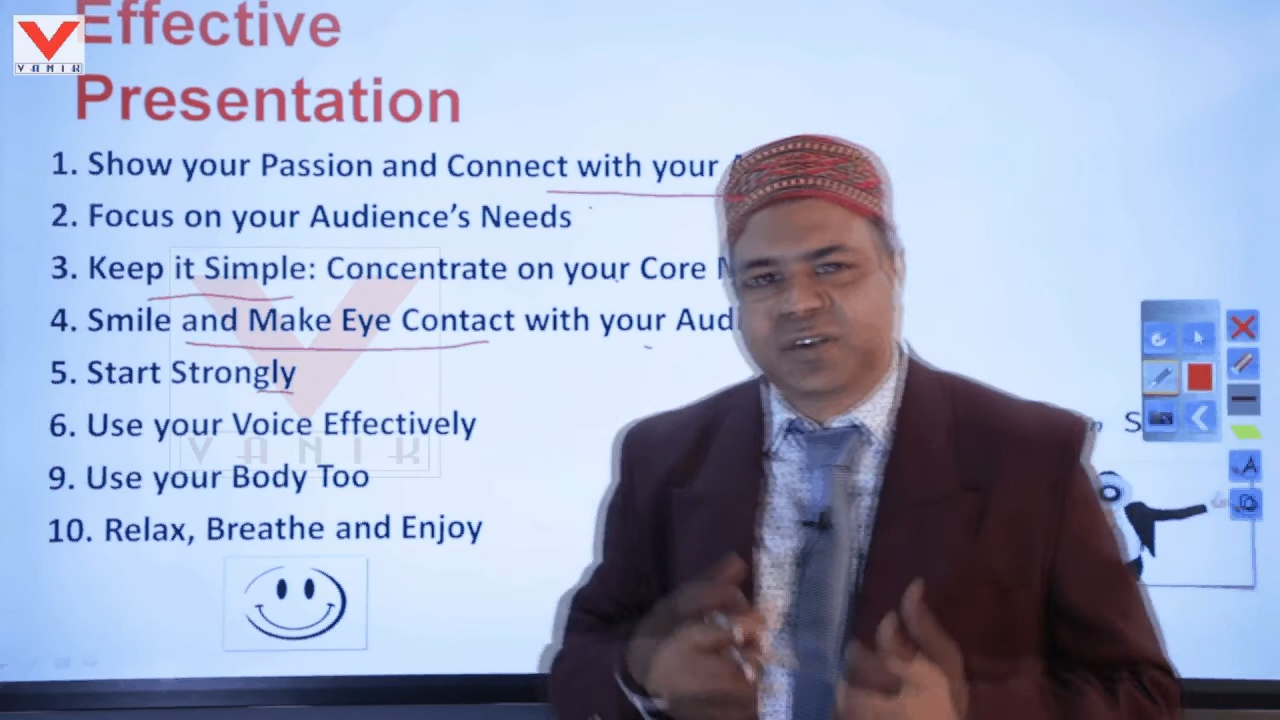 VANIK
Effective
Presentation
1. Show your Passion and Connect with your
2. Focus on your Audience's Needs
3. Keep it Simple: Concentrate on your Core
4. Smile and Make Eye Contact with your
5. Start Strongly
6. Use your Voice Effectively
VANIK
9. Use your Body Too
10. Relax, Breathe and Enjoy